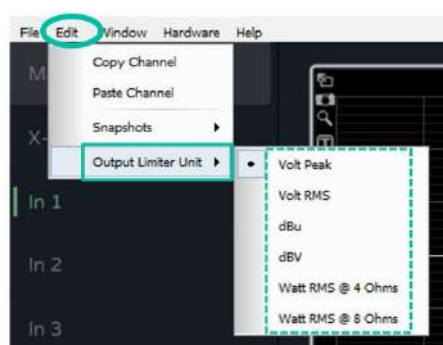 File Edit Window Hardware Help
Copy Channel
Paste Channel
Snapshots
Output Limiter Unit
Volt Peak
Volt RMS
dBu
dBV
Watt RMS @ 4 Ohms
Watt RMS @ 8 Ohms
M
X-
In 1
In 2
In 3